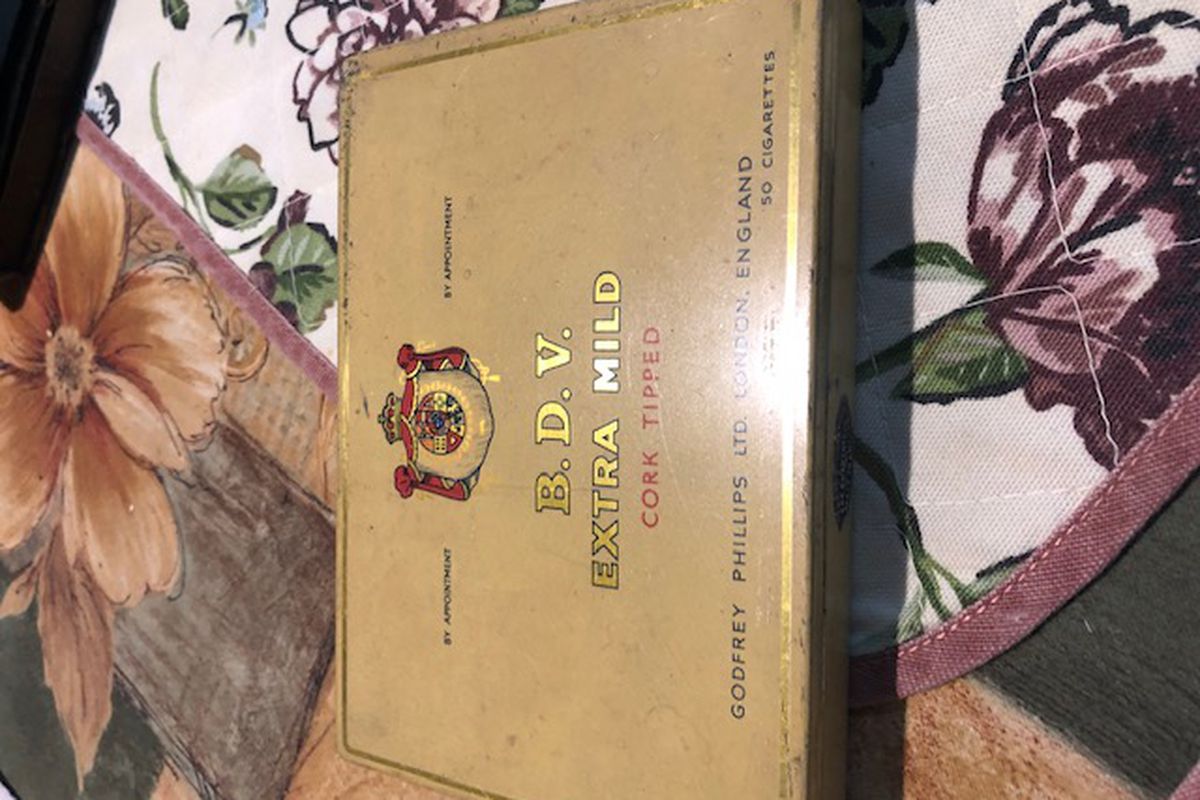 BY APPOINTMENT
BY APPOINTMENT
B.D.V.
EXTRA MILD
CORK TIPPED
GODFREY PHILLIPS LTD. LONDON. ENGLAND
50 CIGARETTES